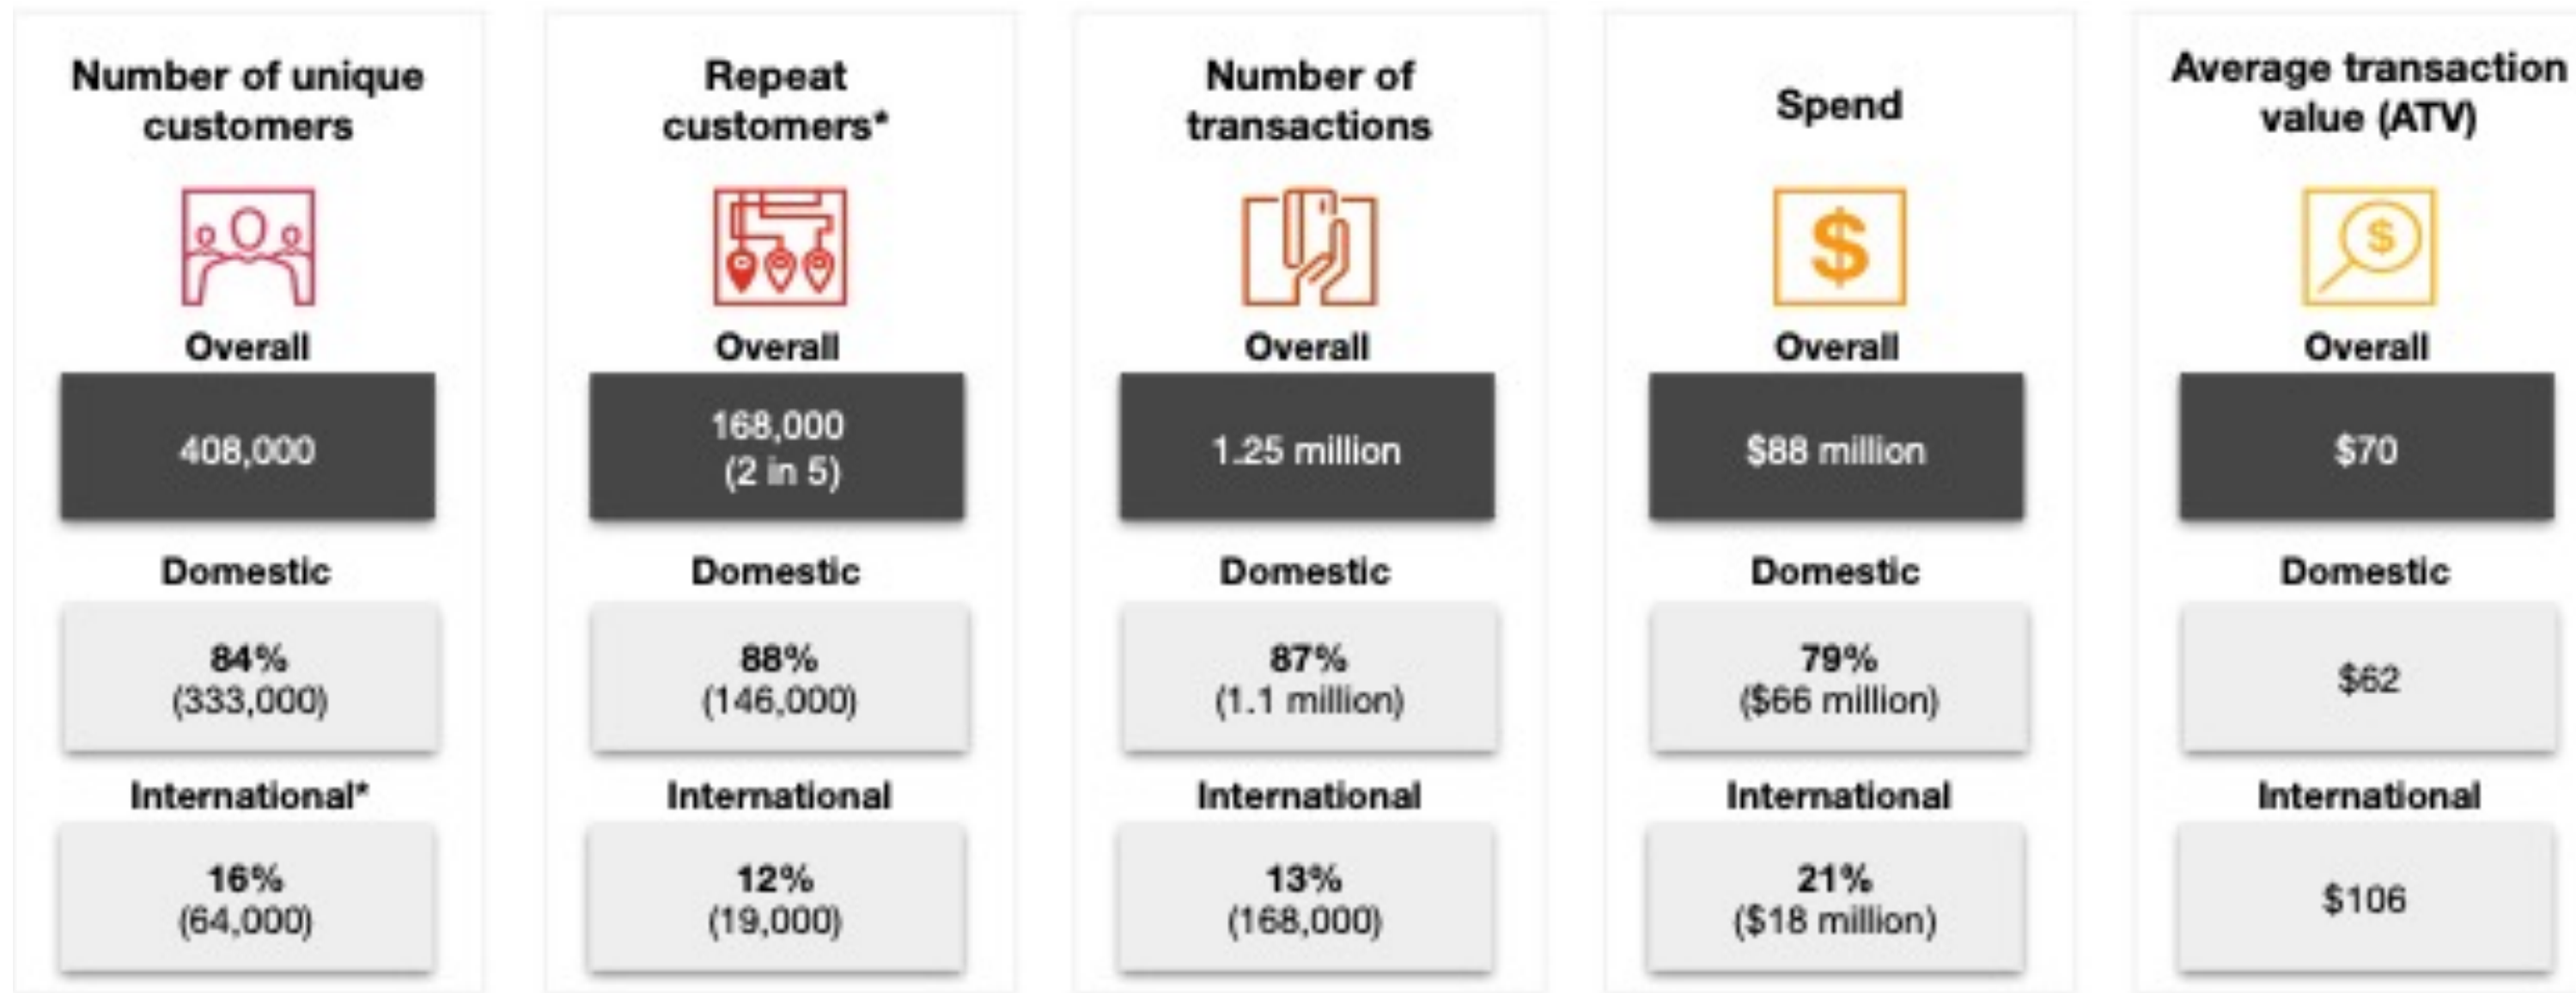 Number of unique
customers
Overall
408,000
Domestic
84%
(333,000)
International*
16%
(64,000)
Repeat
customers*
Overall
168,000
(2 in 5)
Domestic
88%
(146,000)
International
12%
(19,000)
Number of
transactions
Overall
1.25 million
Domestic
87%
(1.1 million)
International
13%
(168,000)
Spend
$
Overall
$88 million
Domestic
79%
($66 million)
International
21%
($18 million)
Average transaction
value (ATV)
$
Overall
$70
Domestic
$62
International
$106